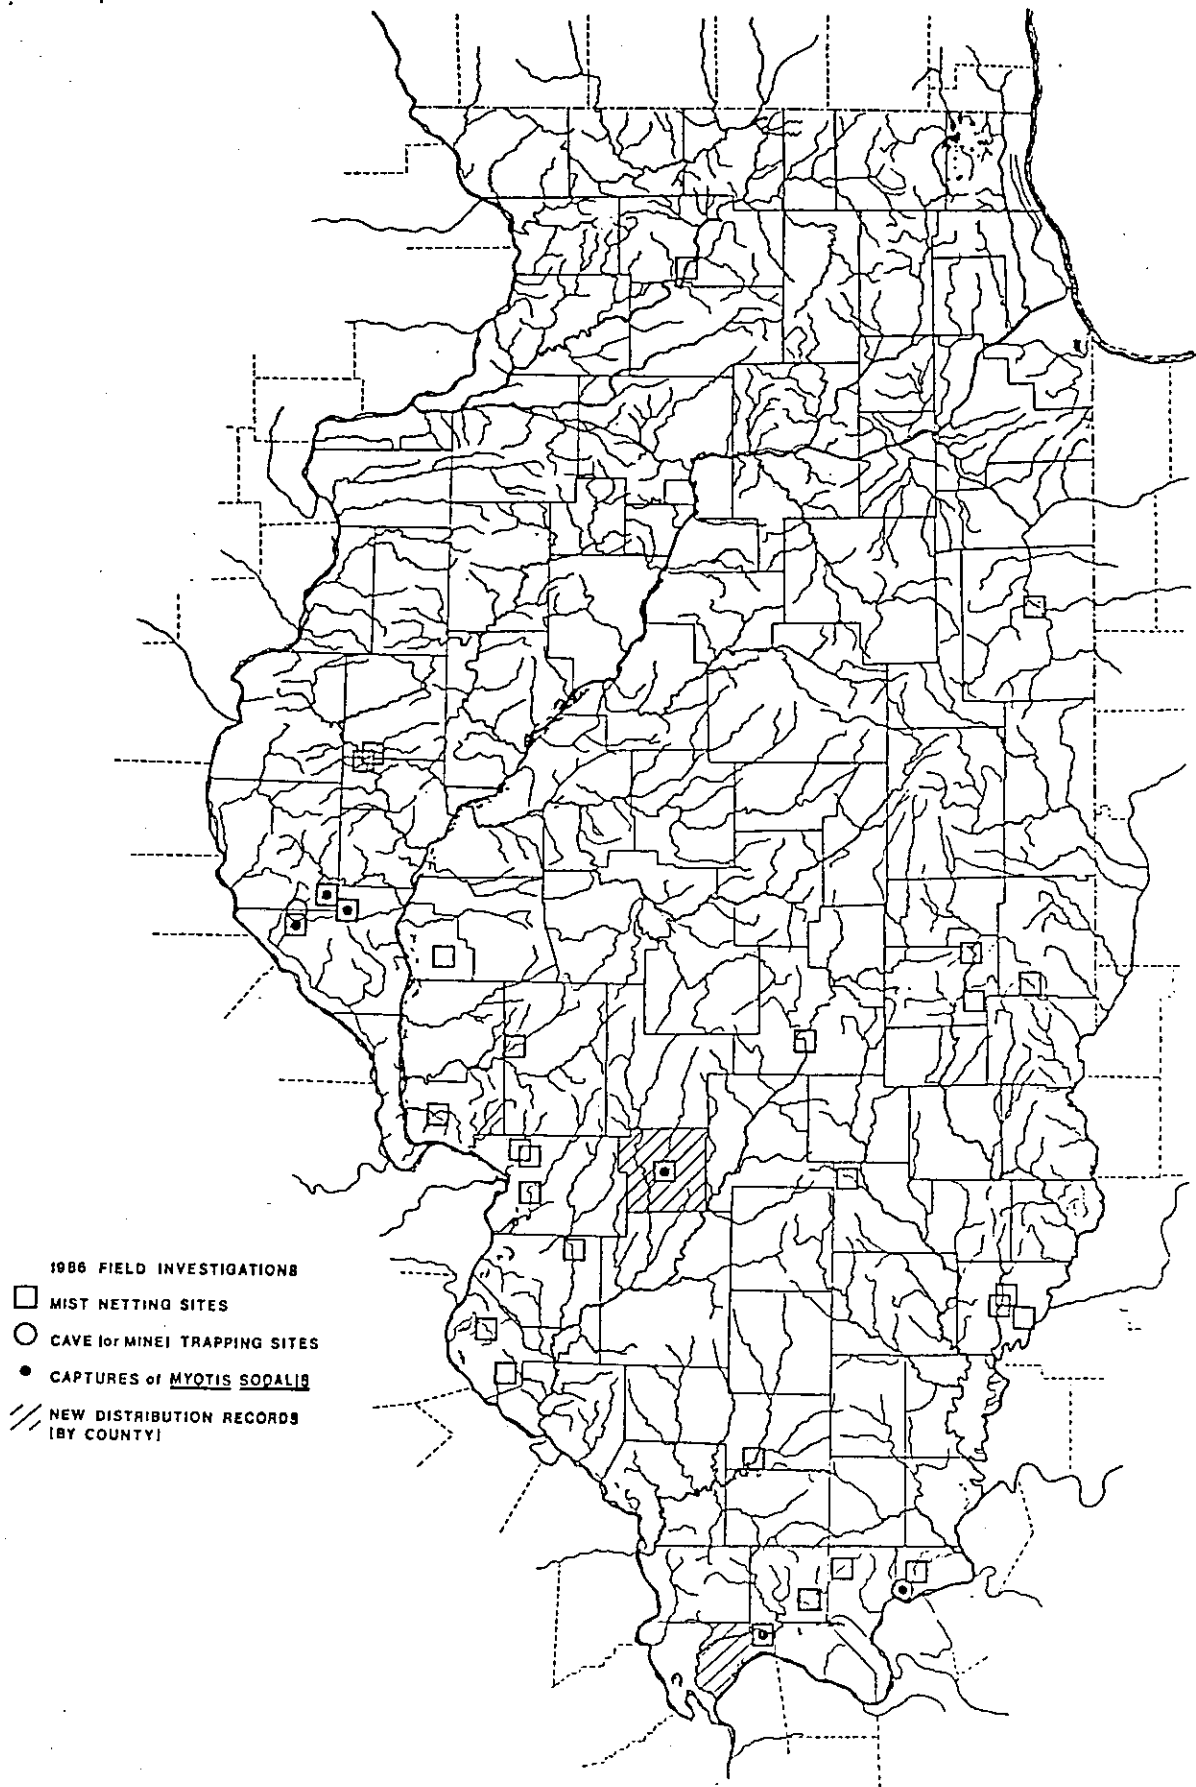 1986 FIELD INVESTIGATIONS
MIST NETTING SITES
CAVE (or MINE) TRAPPING SITES
CAPTURES of MYOTIS SODALIS
NEW DISTRIBUTION RECORDS
(BY COUNTY)